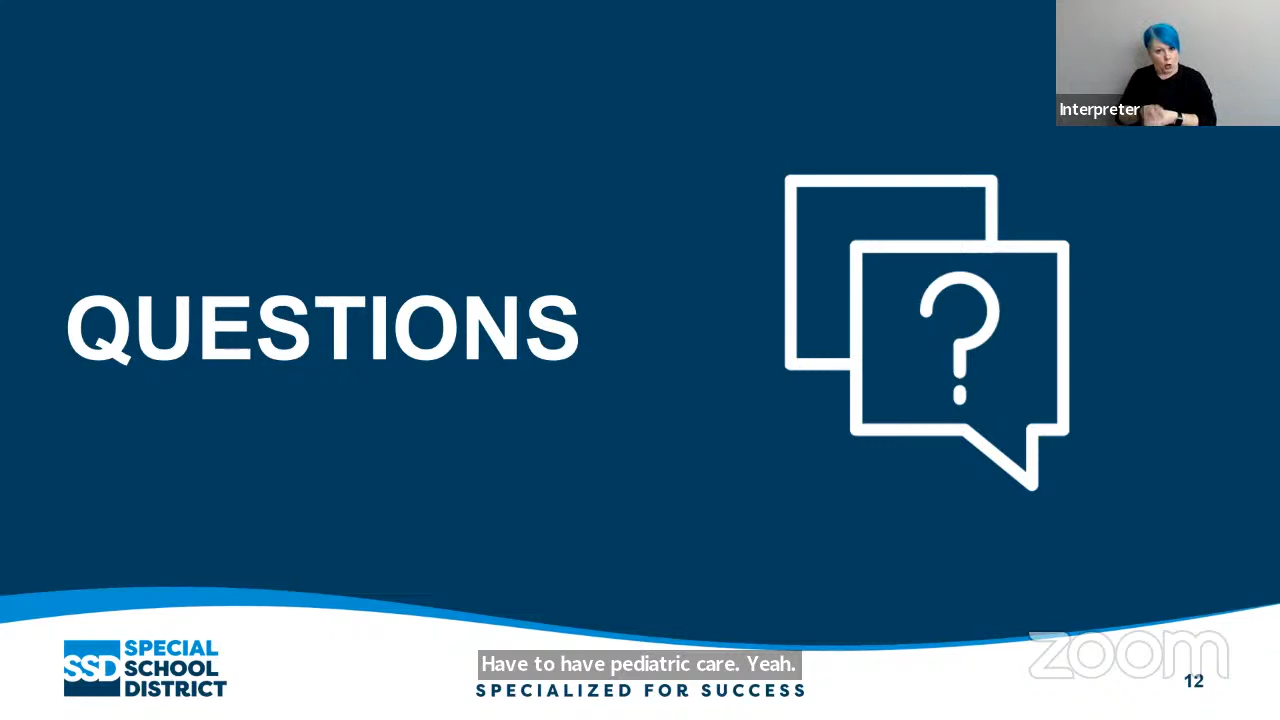 Interpreter
QUESTIONS
?
SSD
SPECIAL
SCHOOL
DISTRICT
Have to have pediatric care. Yeah.
SPECIALIZED FOR SUCCESS
zoom
12